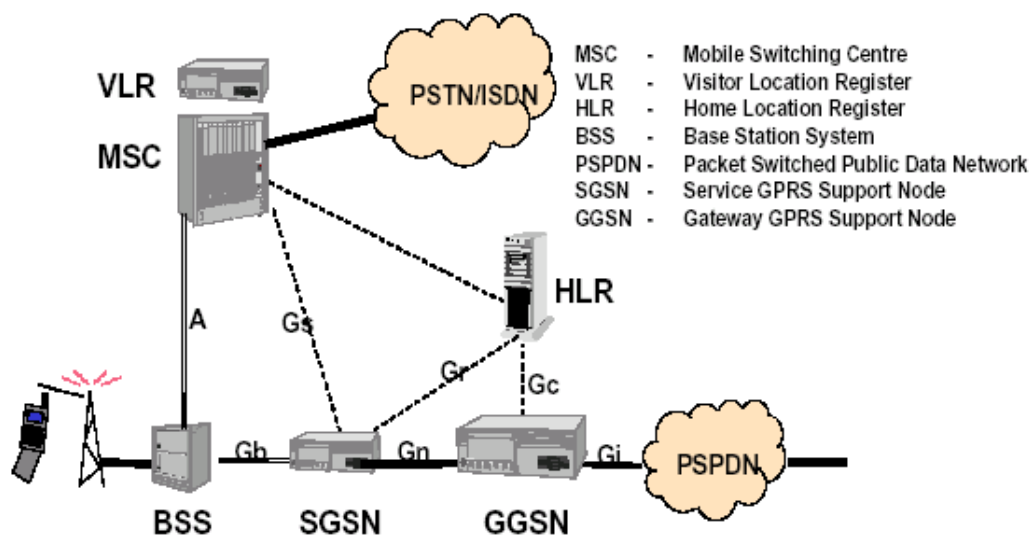 VLR
MSC
PSTN/ISDN
MSC - Mobile Switching Centre
VLR - Visitor Location Register
HLR - Home Location Register
BSS - Base Station System
PSPDN - Packet Switched Public Data Network
SGSN - Service GPRS Support Node
GGSN - Gateway GPRS Support Node
HLR
A
Gs
Gr
Gc
Gb
Gn
Gi
PSPDN
BSS
SGSN
GGSN